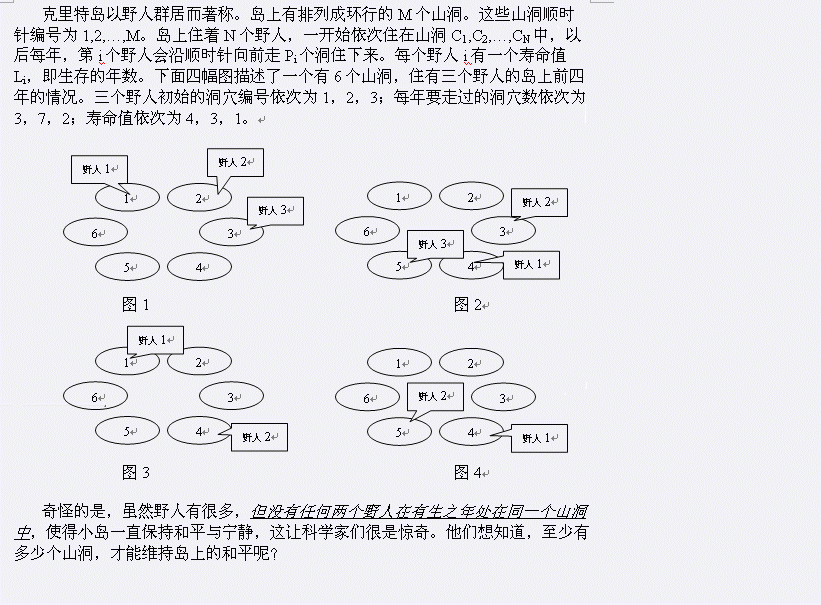 克里特岛以野人群居而著称。岛上有排列成环行的 M 个山洞。这些山洞顺时
针编号为 1,2,…,M。岛上住着 N 个野人，一开始依次住在山洞 C1,C2,…,CN 中，以
后每年，第 i 个野人会沿顺时针向前走 Pi 个洞住下来。每个野人 i 有一个寿命值
Li，即生存的年数。下面四幅图描述了一个有 6 个山洞，住有三个野人的岛上前四
年的情况。三个野人初始的洞穴编号依次为 1，2，3；每年要走过的洞穴数依次为
3，7，2；寿命值依次为 4，3，1。
野人 1
野人 2
野人 3
1
2
6
3
5
4
图 1
1
2
野人 2
6
野人 3
3
5
4
野人 1
图 2
野人 1
1
2
6
3
5
4
野人 2
图 3
1
2
6
野人 2
3
5
4
野人 1
图 4
奇怪的是，虽然野人有很多，但没有任何两个野人在有生之年处在同一个山洞
中，使得小岛一直保持和平与宁静，这让科学家们很是惊奇。他们想知道，至少有
多少个山洞，才能维持岛上的和平呢？